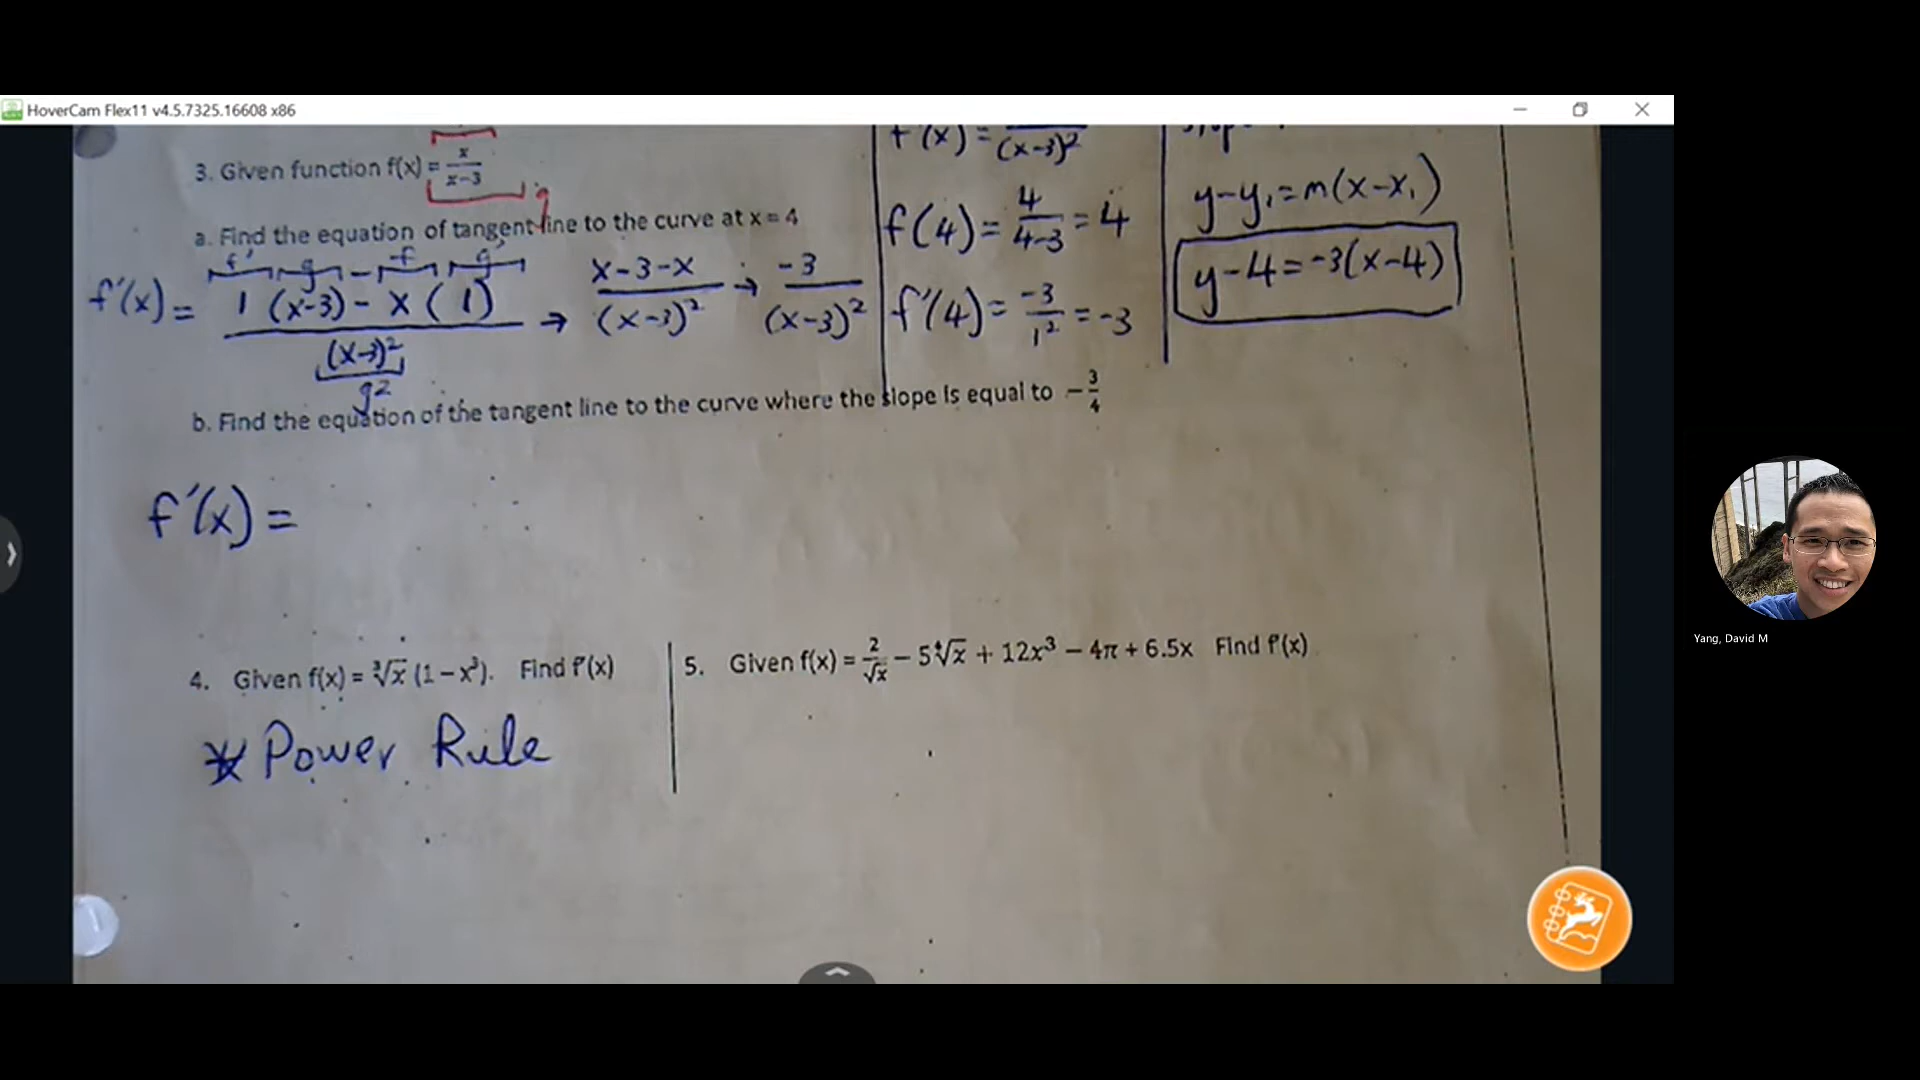 HoverCam Flex11 v4.5.7325.16608 x86
3. Given function f(x) = x/(x-3)
g
a. Find the equation of tangent line to the curve at x = 4
f' g - f g'
f'(x) = (1 (x-3) - x (1))/(x-3)² → (x-3-x)/(x-3)² → -3/(x-3)²
g²
f'(x) = /(x-3)²
f(4) = 4/(4-3) = 4
f'(4) = -3/1² = -3
y-y₁=m(x-x₁)
y-4=-3(x-4)
b. Find the equation of the tangent line to the curve where the slope is equal to -3/4
f'(x) =
4. Given f(x) = ³√x (1 – x³). Find f'(x)
* Power Rule
5. Given f(x) = 2/√x – 5 √x + 12x³ – 4π + 6.5x Find f'(x)
Yang, David M